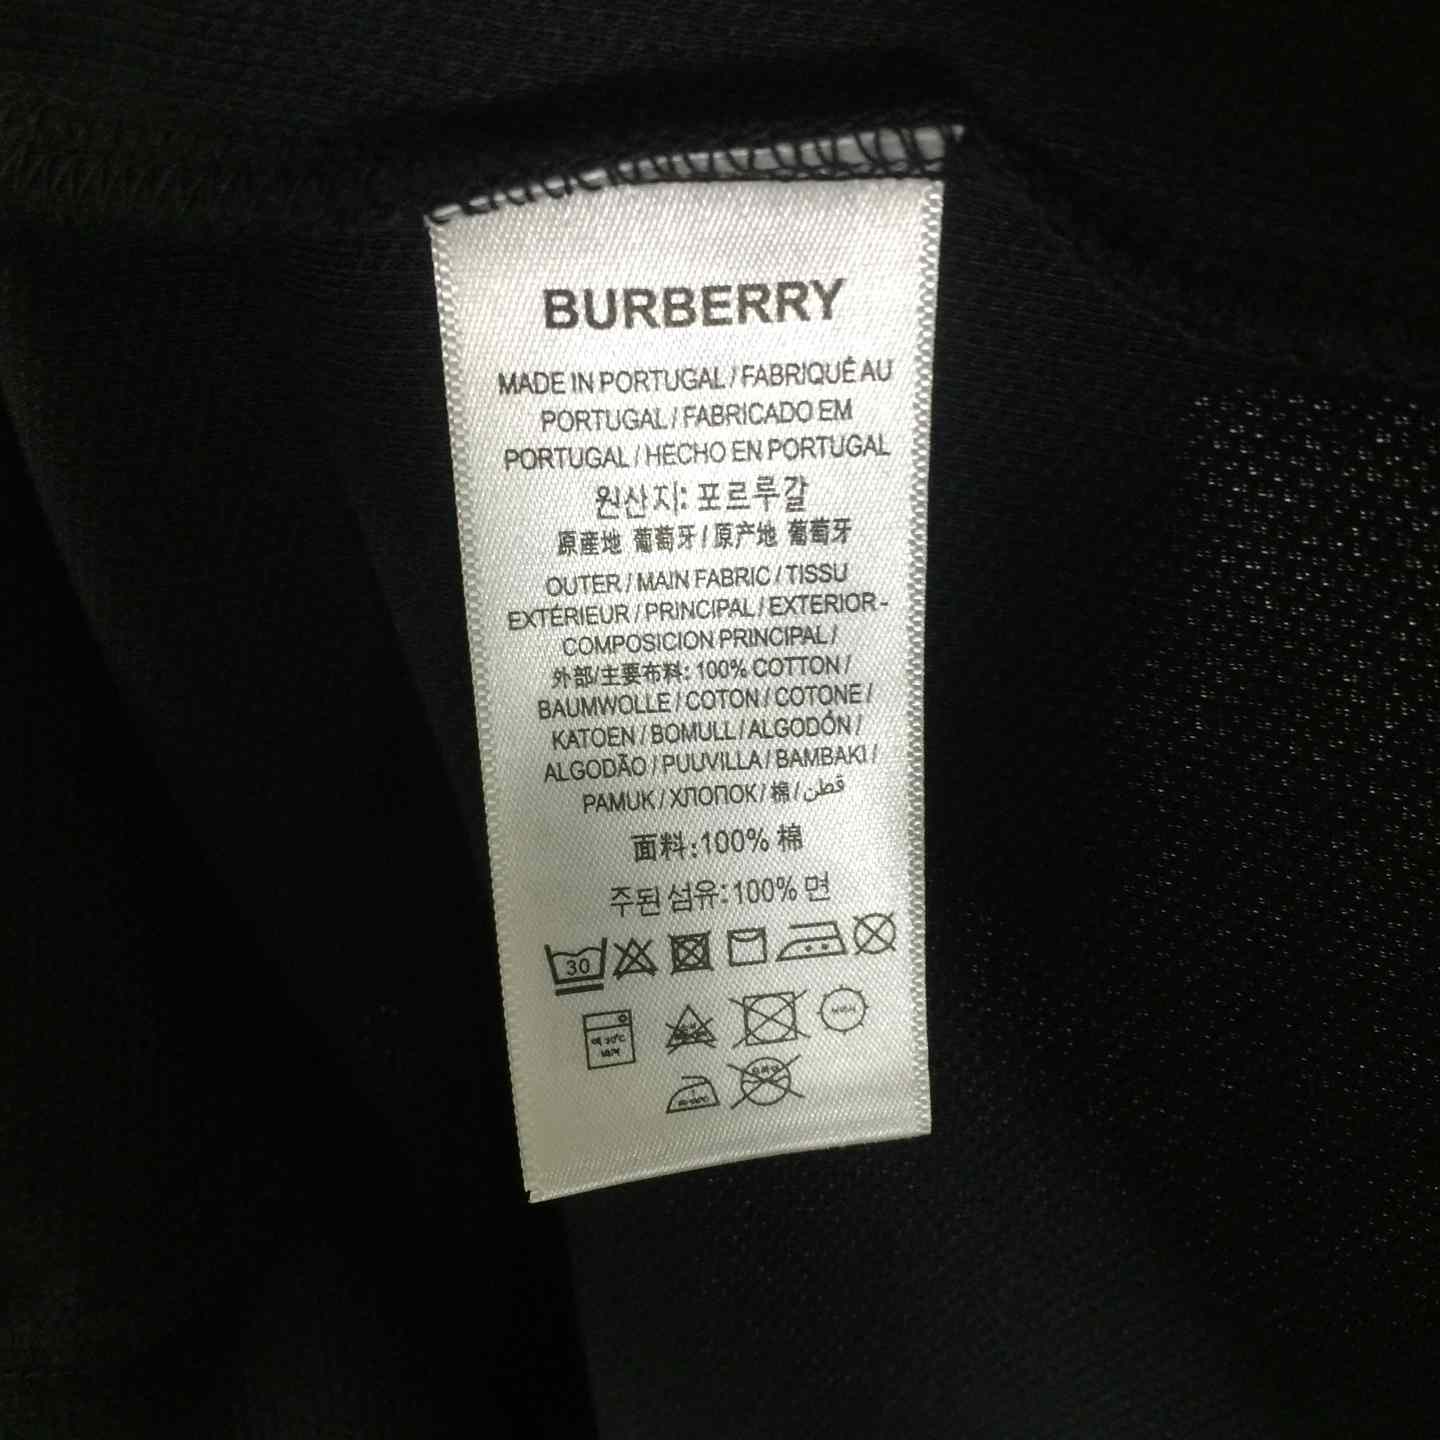 BURBERRY
MADE IN PORTUGAL / FABRIQUÉ AU
PORTUGAL / FABRICADO EM
PORTUGAL / HECHO EN PORTUGAL
원산지: 포르루갈
原産地 葡萄牙 / 原产地 葡萄牙
OUTER / MAIN FABRIC / TISSU
EXTÉRIEUR / PRINCIPAL / EXTERIOR -
COMPOSICION PRINCIPAL /
外部/主要布料: 100% COTTON /
BAUMWOLLE / COTON / COTONE /
KATOEN / BOMULL / ALGODÓN /
ALGODÃO / PUUVILLA / BAMBAKI /
PAMUK / ХЛОПОК / 棉 / قطن
面料:100% 棉
주된 섬유:100% 면
30